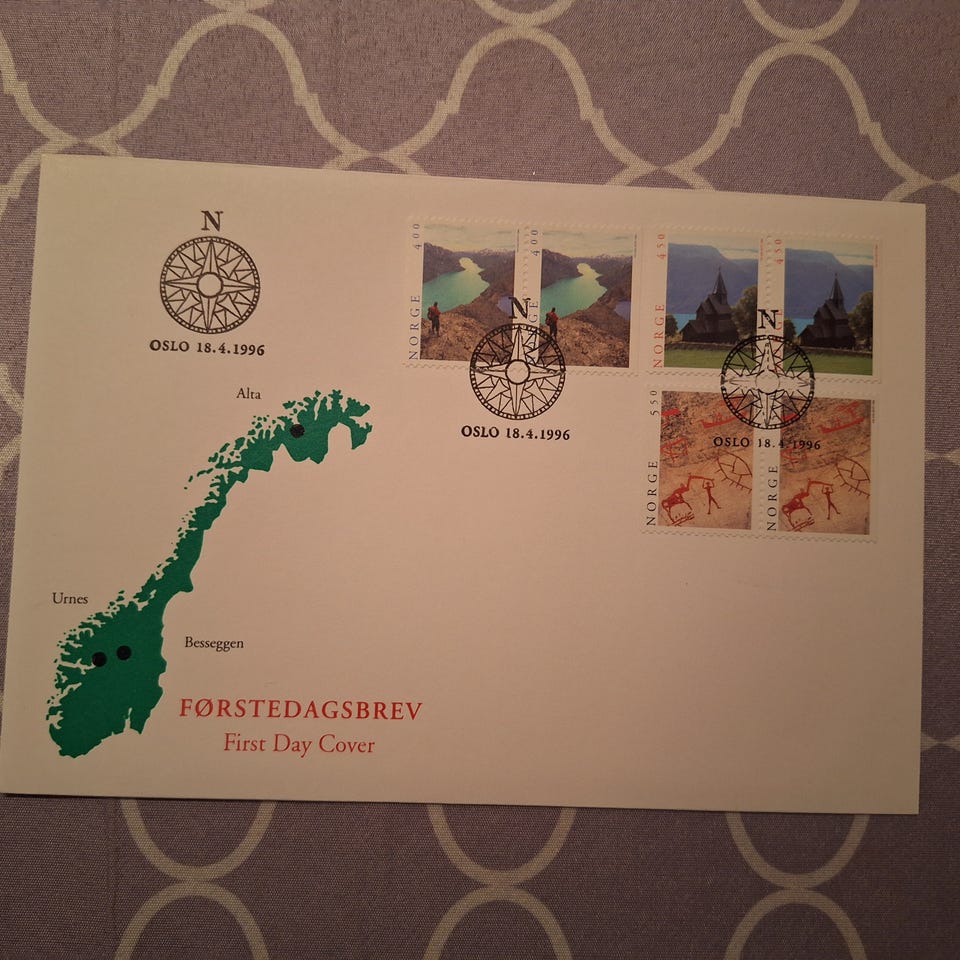 N
OSLO 18.4.1996
400
NORGE
400
N
OSLO 18.4.1996
450
NORGE
450
N
OSLO 18.4.1996
550
NORGE
NORGE
Alta
Urnes
Besseggen
FØRSTEDAGSBREV
First Day Cover